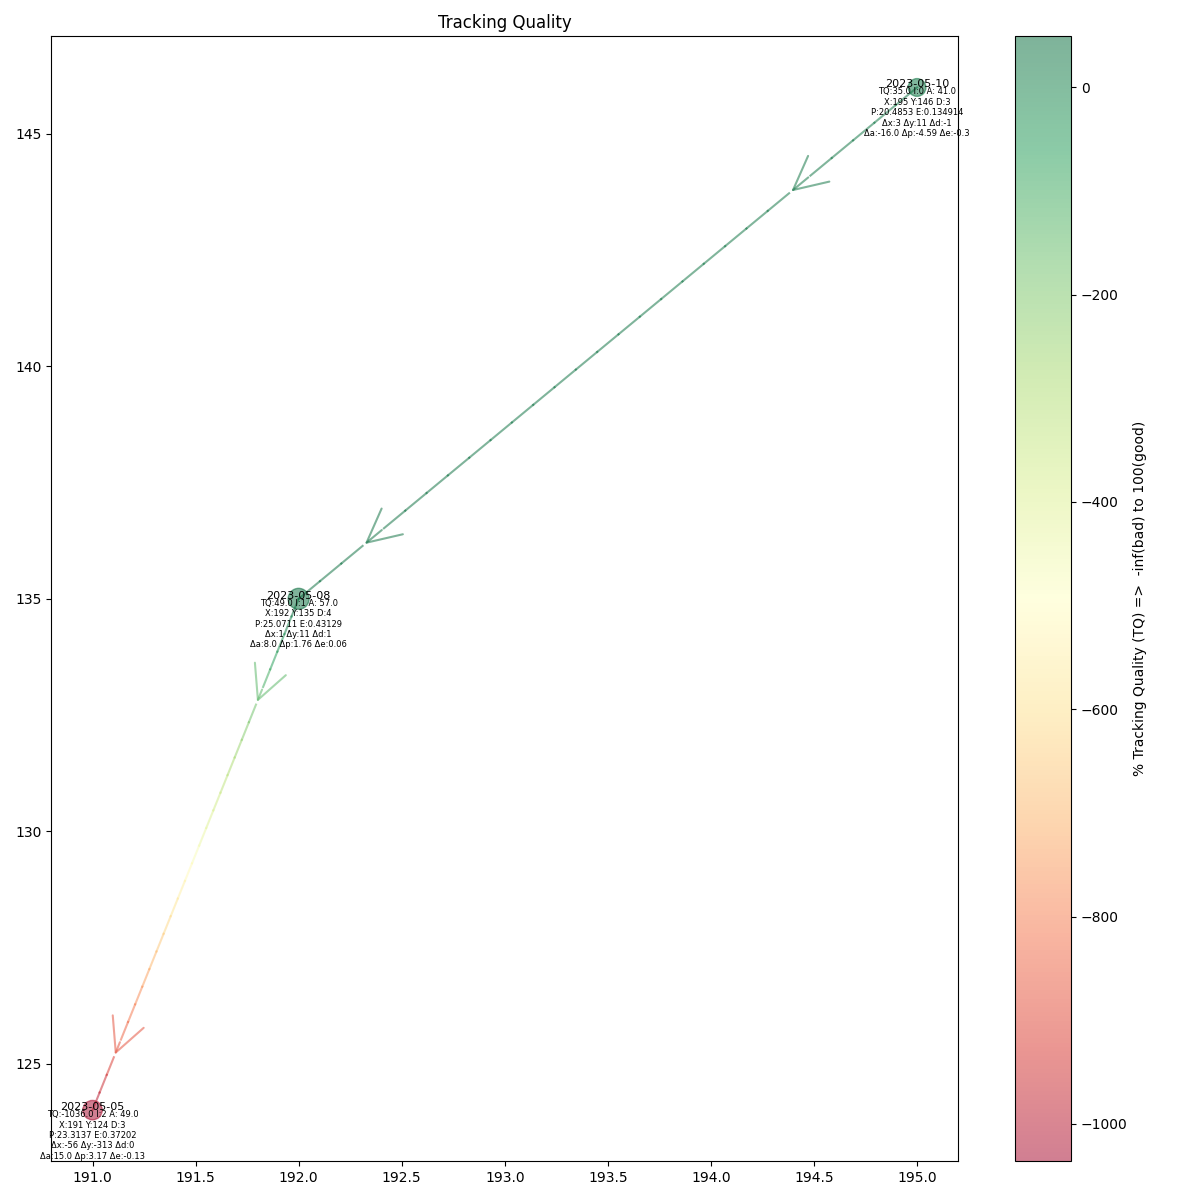 Tracking Quality
2023-05-10
TQ:35.0 I:0 A: 41.0
X:195 Y:146 D:3
P:20.4853 E:0.134914
Δx:3 Δy:11 Δd:-1
Δa:-16.0 Δp:-4.59 Δe:-0.3
2023-05-08
TQ:49.0 I:1 A: 57.0
X:192 Y:135 D:4
P:25.0711 E:0.43129
Δx:1 Δy:11 Δd:1
Δa:8.0 Δp:1.76 Δe:0.06
2023-05-05
TQ:-1036.0 I:2 A: 49.0
X:191 Y:124 D:3
P:23.3137 E:0.37202
Δx:-56 Δy:-313 Δd:0
Δa:15.0 Δp:3.17 Δe:-0.13
145
140
135
130
125
191.0 191.5 192.0 192.5 193.0 193.5 194.0 194.5 195.0
0
−200
−400
−600
−800
−1000
% Tracking Quality (TQ) => -inf(bad) to 100(good)